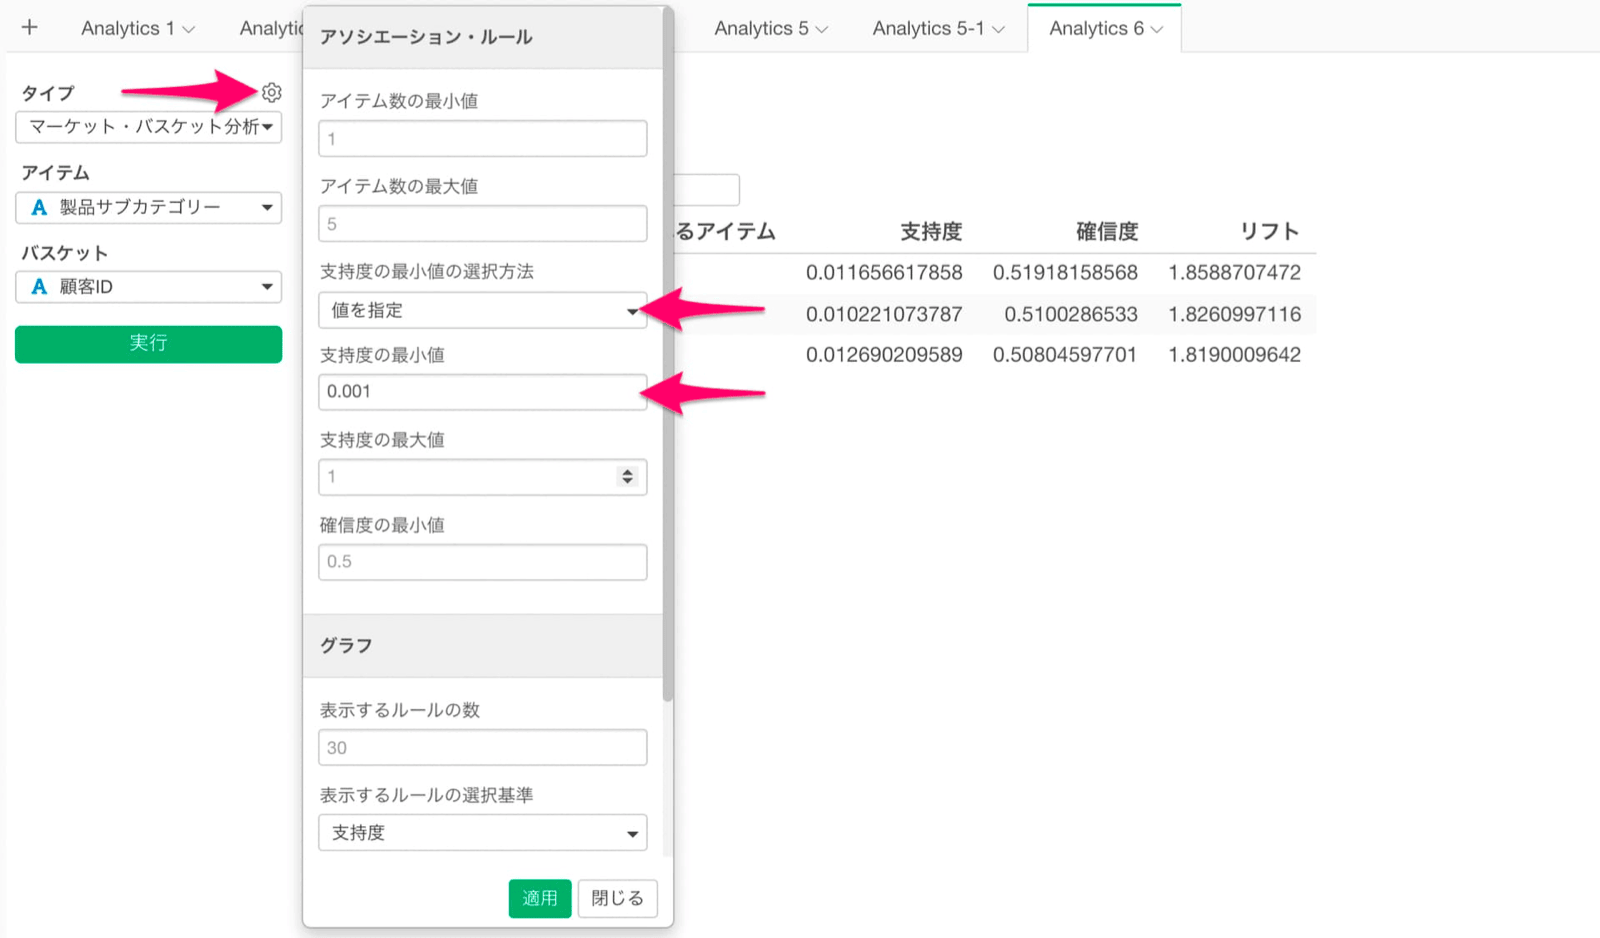 + Analytics 1 Analytic Analytics 5 Analytics 5-1 Analytics 6
タイプ
マーケット・バスケット分析
アイテム
A 製品サブカテゴリー
バスケット
A 顧客ID
実行
アソシエーション・ルール
アイテム数の最小値
1
アイテム数の最大値
5
支持度の最小値の選択方法
値を指定
支持度の最小値
0.001
支持度の最大値
1
確信度の最小値
0.5
グラフ
表示するルールの数
30
表示するルールの選択基準
支持度
適用 閉じる
るアイテム 支持度 確信度 リフト
0.011656617858 0.51918158568 1.8588707472
0.010221073787 0.5100286533 1.8260997116
0.012690209589 0.50804597701 1.8190009642